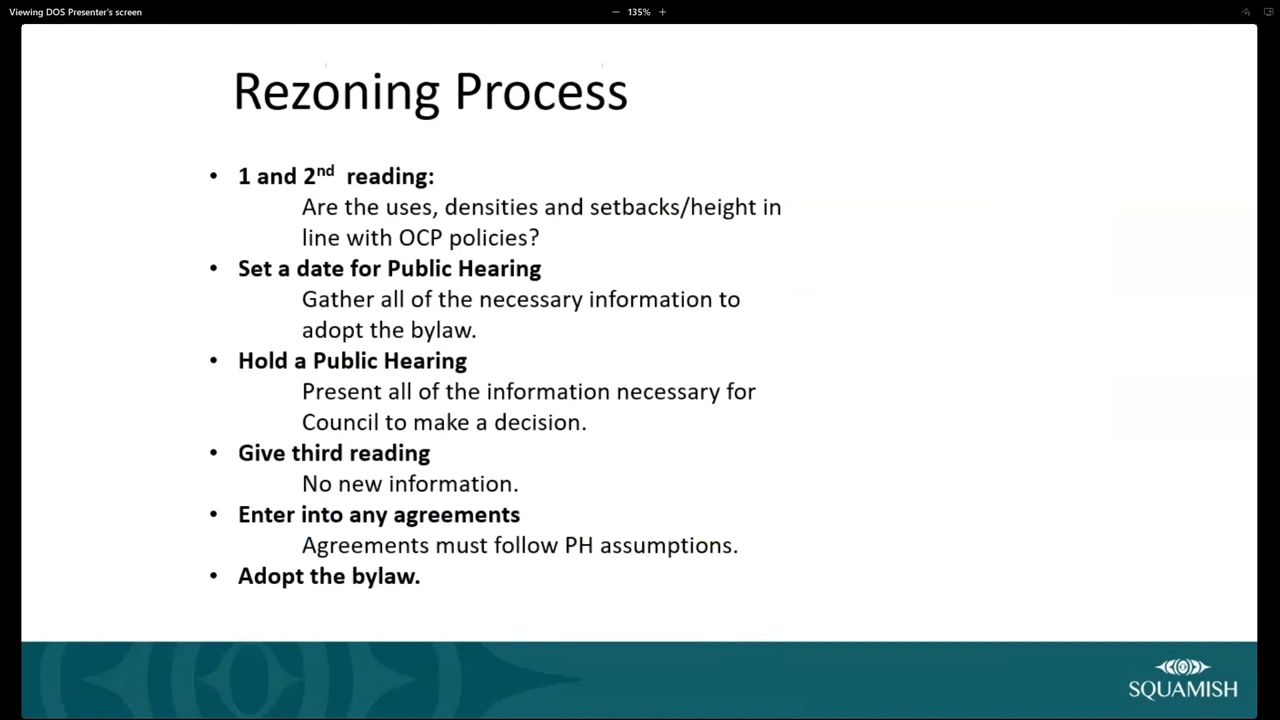 Viewing DOS Presenter's screen
− 135% +
Rezoning Process
• 1 and 2nd reading:
Are the uses, densities and setbacks/height in
line with OCP policies?
• Set a date for Public Hearing
Gather all of the necessary information to
adopt the bylaw.
• Hold a Public Hearing
Present all of the information necessary for
Council to make a decision.
• Give third reading
No new information.
• Enter into any agreements
Agreements must follow PH assumptions.
• Adopt the bylaw.
SQUAMISH